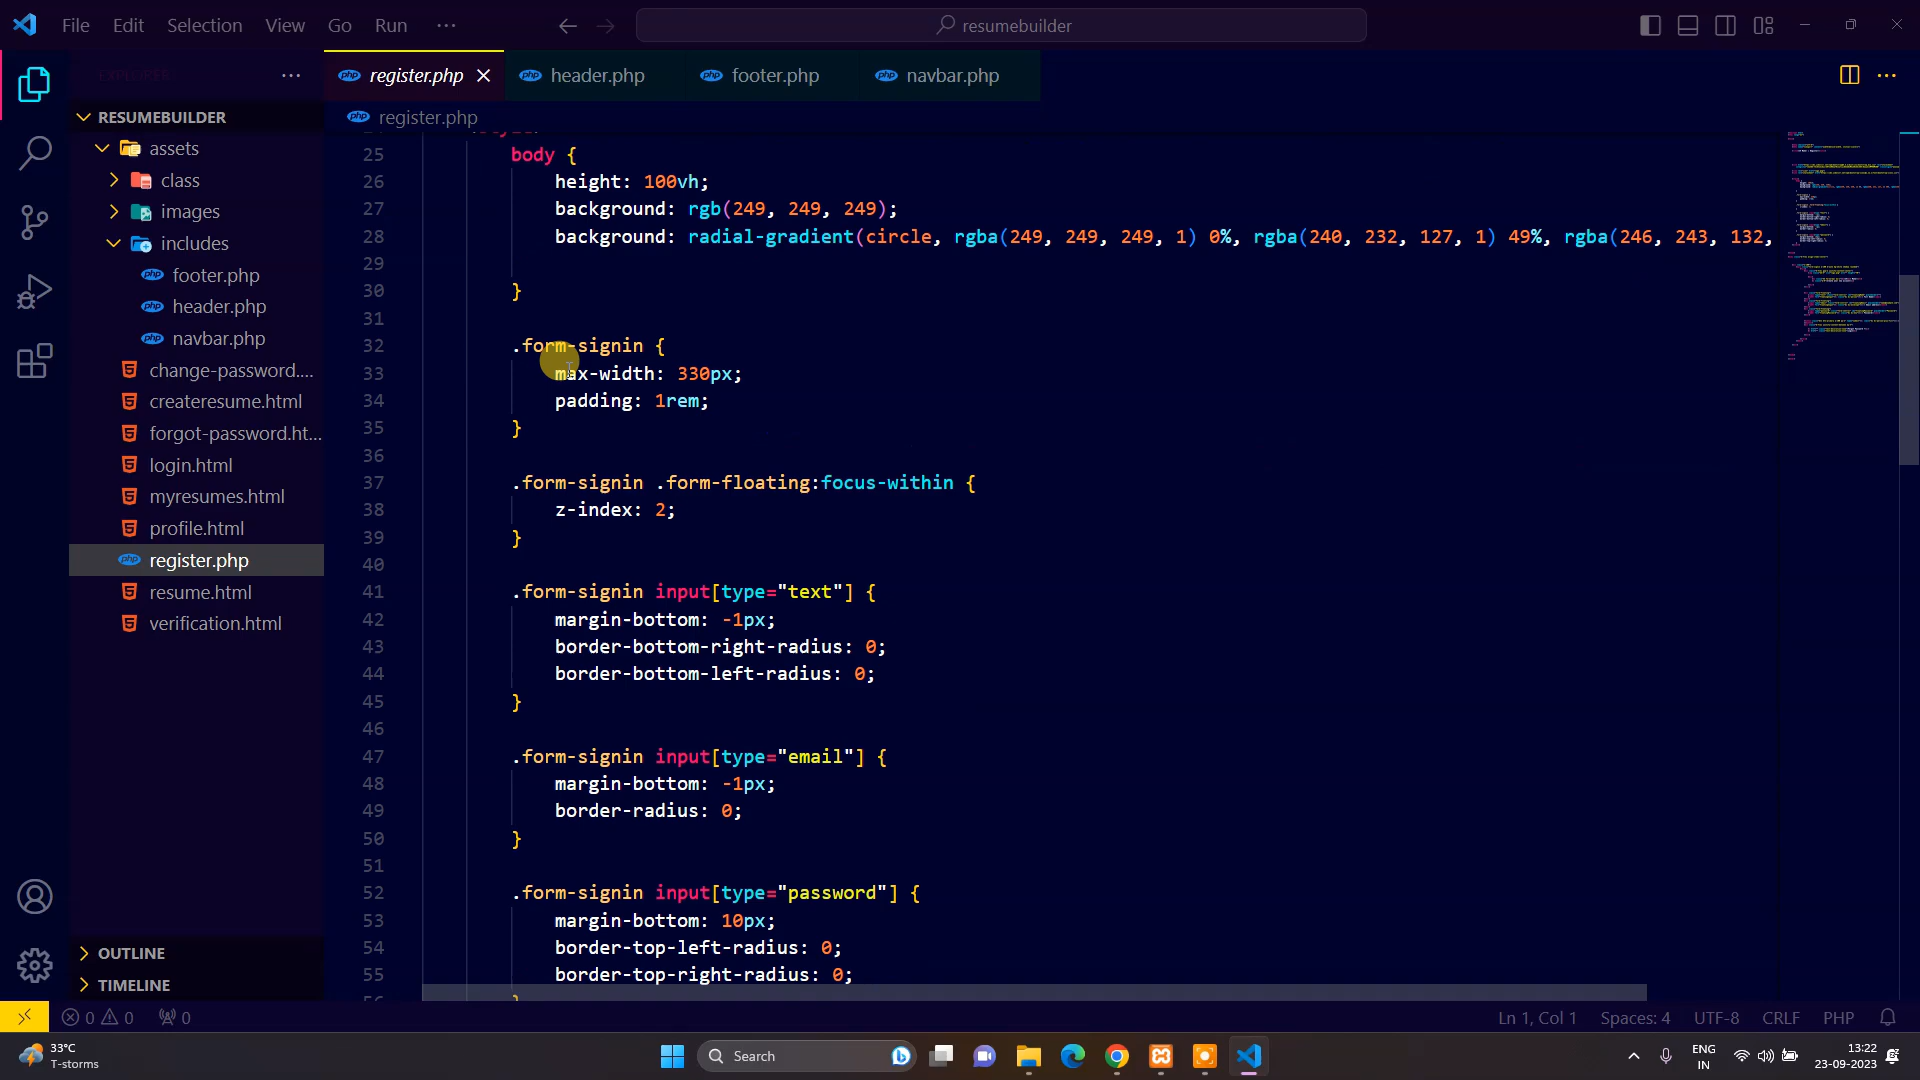 File Edit Selection View Go Run ··· resumebuilder
EXPLORER ···
register.php header.php footer.php navbar.php
RESUMEBUILDER
register.php
assets
class
images
includes
footer.php
header.php
navbar.php
change-password....
createresume.html
forgot-password.ht...
login.html
myresumes.html
profile.html
register.php
resume.html
verification.html
OUTLINE
TIMELINE
25 body {
26 height: 100vh;
27 background: rgb(249, 249, 249);
28 background: radial-gradient(circle, rgba(249, 249, 249, 1) 0%, rgba(240, 232, 127, 1) 49%, rgba(246, 243, 132,
29
30 }
31
32 .form-signin {
33 max-width: 330px;
34 padding: 1rem;
35 }
36
37 .form-signin .form-floating:focus-within {
38 z-index: 2;
39 }
40
41 .form-signin input[type="text"] {
42 margin-bottom: -1px;
43 border-bottom-right-radius: 0;
44 border-bottom-left-radius: 0;
45 }
46
47 .form-signin input[type="email"] {
48 margin-bottom: -1px;
49 border-radius: 0;
50 }
51
52 .form-signin input[type="password"] {
53 margin-bottom: 10px;
54 border-top-left-radius: 0;
55 border-top-right-radius: 0;
0 0 0 Ln 1, Col 1 Spaces: 4 UTF-8 CRLF PHP
33°C
T-storms
Search
ENG
IN
13:22
23-09-2023